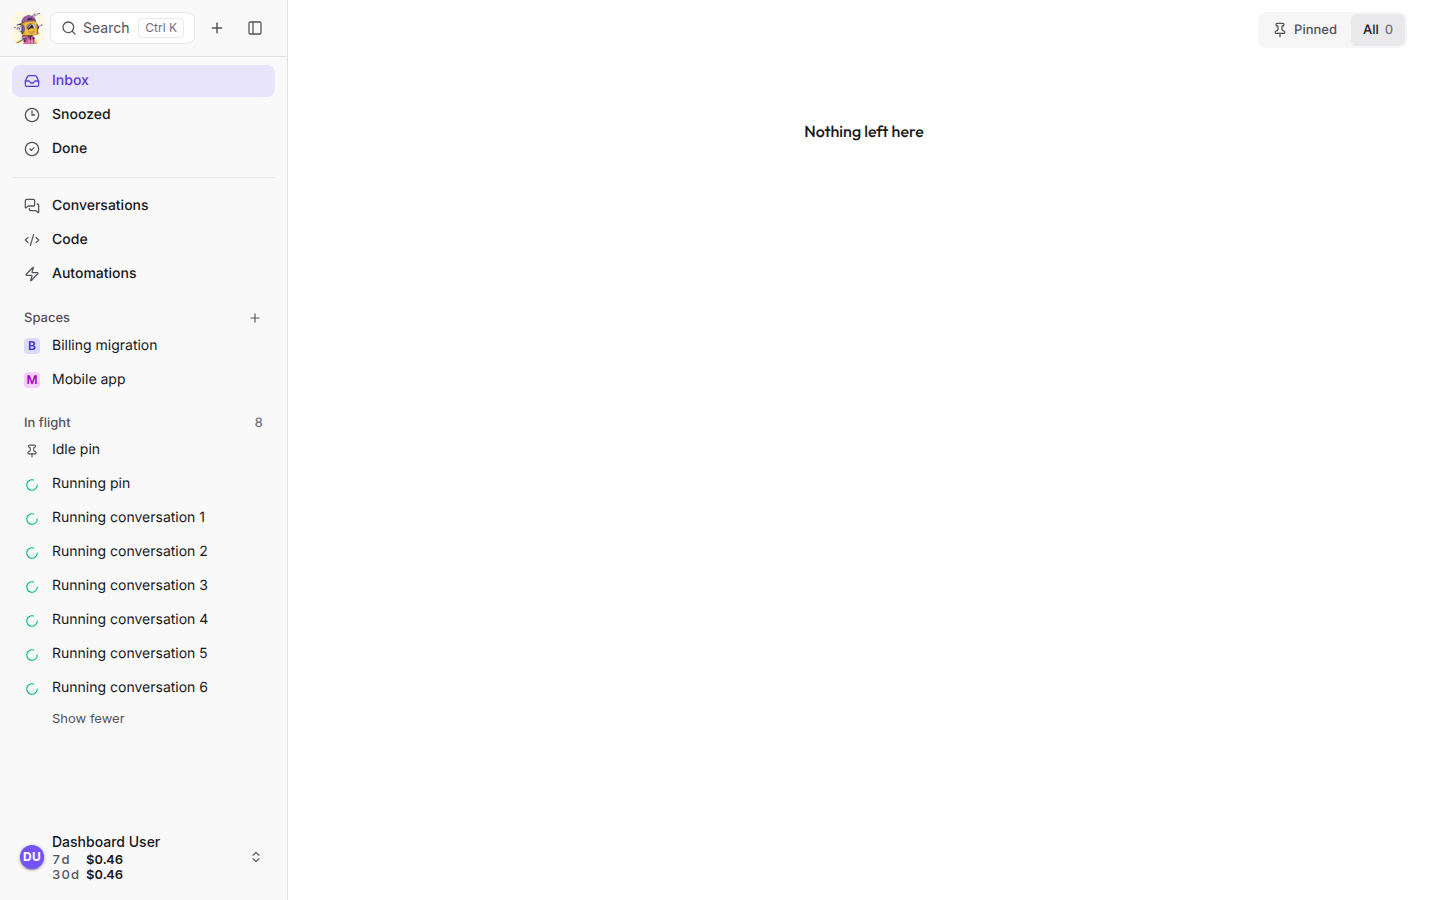 Search Ctrl K
Pinned All 0
Inbox
Snoozed
Done
Conversations
Code
Automations
Spaces
B Billing migration
M Mobile app
In flight 8
Idle pin
Running pin
Running conversation 1
Running conversation 2
Running conversation 3
Running conversation 4
Running conversation 5
Running conversation 6
Show fewer
DU Dashboard User
7d $0.46
30d $0.46
Nothing left here